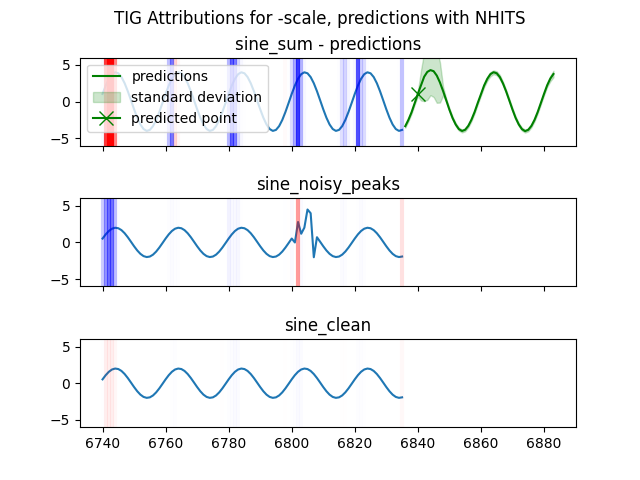 TIG Attributions for -scale, predictions with NHITS
sine_sum - predictions
5
0
−5
predictions
standard deviation
predicted point
sine_noisy_peaks
5
0
−5
sine_clean
5
0
−5
6740 6760 6780 6800 6820 6840 6860 6880